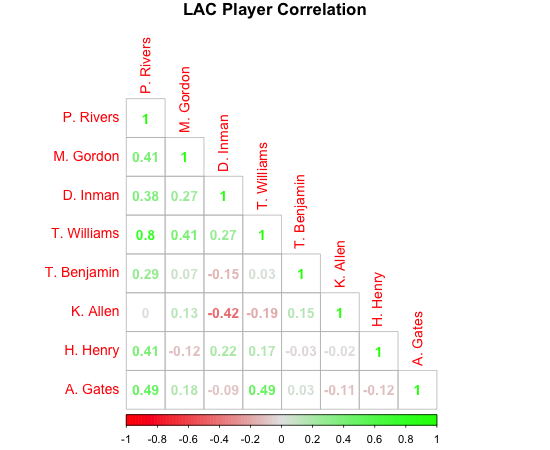 LAC Player Correlation
P. Rivers
M. Gordon
D. Inman
T. Williams
T. Benjamin
K. Allen
H. Henry
A. Gates
P. Rivers 1
M. Gordon 0.41 1
D. Inman 0.38 0.27 1
T. Williams 0.8 0.41 0.27 1
T. Benjamin 0.29 0.07 -0.15 0.03 1
K. Allen 0 0.13 -0.42 -0.19 0.15 1
H. Henry 0.41 -0.12 0.22 0.17 -0.03 -0.02 1
A. Gates 0.49 0.18 -0.09 0.49 0.03 -0.11 -0.12 1
-1 -0.8 -0.6 -0.4 -0.2 0 0.2 0.4 0.6 0.8 1